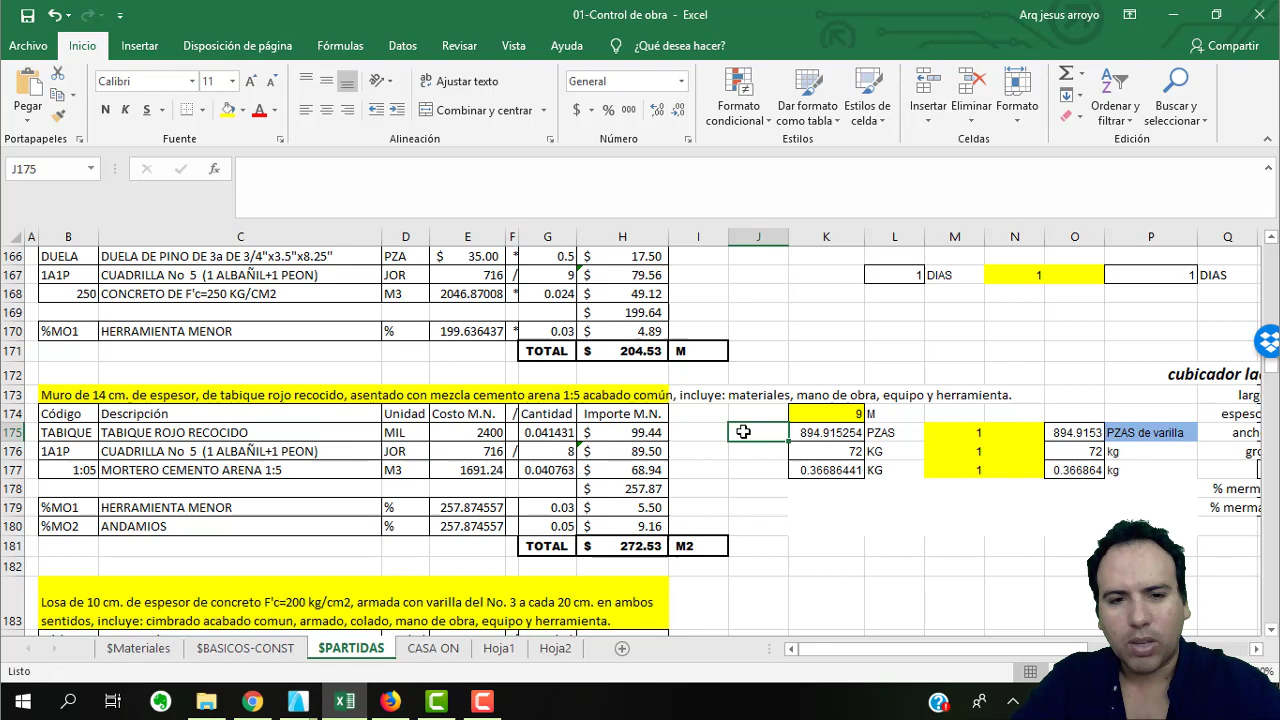 01-Control de obra - Excel
Arq jesus arroyo
Archivo Inicio Insertar Disposición de página Fórmulas Datos Revisar Vista Ayuda ¿Qué desea hacer? Compartir
Pegar
Calibri 11
N K S
Ajustar texto
Combinar y centrar
General
$ % 000
Formato condicional
Dar formato como tabla
Estilos de celda
Insertar Eliminar Formato
Ordenar y filtrar
Buscar y seleccionar
Portapapeles Fuente Alineación Número Estilos Celdas Edición
J175 fx
A B C D E F G H I J K L M N O P Q
166 DUELA DUELA DE PINO DE 3a DE 3/4"x3.5"x8.25" PZA $ 35.00 * 0.5 $ 17.50
167 1A1P CUADRILLA No 5 (1 ALBAÑIL+1 PEON) JOR 716 / 9 $ 79.56 1 DIAS 1 1 DIAS
168 250 CONCRETO DE F'c=250 KG/CM2 M3 2046.87008 * 0.024 $ 49.12
169 $ 199.64
170 %MO1 HERRAMIENTA MENOR % 199.636437 * 0.03 $ 4.89
171 TOTAL $ 204.53 M
172 cubicador
173 Muro de 14 cm. de espesor, de tabique rojo recocido, asentado con mezcla cemento arena 1:5 acabado común, incluye: materiales, mano de obra, equipo y herramienta.
174 Código Descripción Unidad Costo M.N. / Cantidad Importe M.N. 9 M
175 TABIQUE TABIQUE ROJO RECOCIDO MIL 2400 0.041431 $ 99.44 894.915254 PZAS 1 894.9153 PZAS de varilla
176 1A1P CUADRILLA No 5 (1 ALBAÑIL+1 PEON) JOR 716 / 8 $ 89.50 72 KG 1 72 kg
177 1:05 MORTERO CEMENTO ARENA 1:5 M3 1691.24 0.040763 $ 68.94 0.36686441 KG 1 0.366864 kg
178 $ 257.87 % merm
179 %MO1 HERRAMIENTA MENOR % 257.874557 0.03 $ 5.50 % merm
180 %MO2 ANDAMIOS % 257.874557 0.05 $ 9.16
181 TOTAL $ 272.53 M2
182
183 Losa de 10 cm. de espesor de concreto F'c=200 kg/cm2, armada con varilla del No. 3 a cada 20 cm. en ambos
sentidos, incluye: cimbrado acabado comun, armado, colado, mano de obra, equipo y herramienta.
$Materiales $BASICOS-CONST $PARTIDAS CASA ON Hoja1 Hoja2
Listo